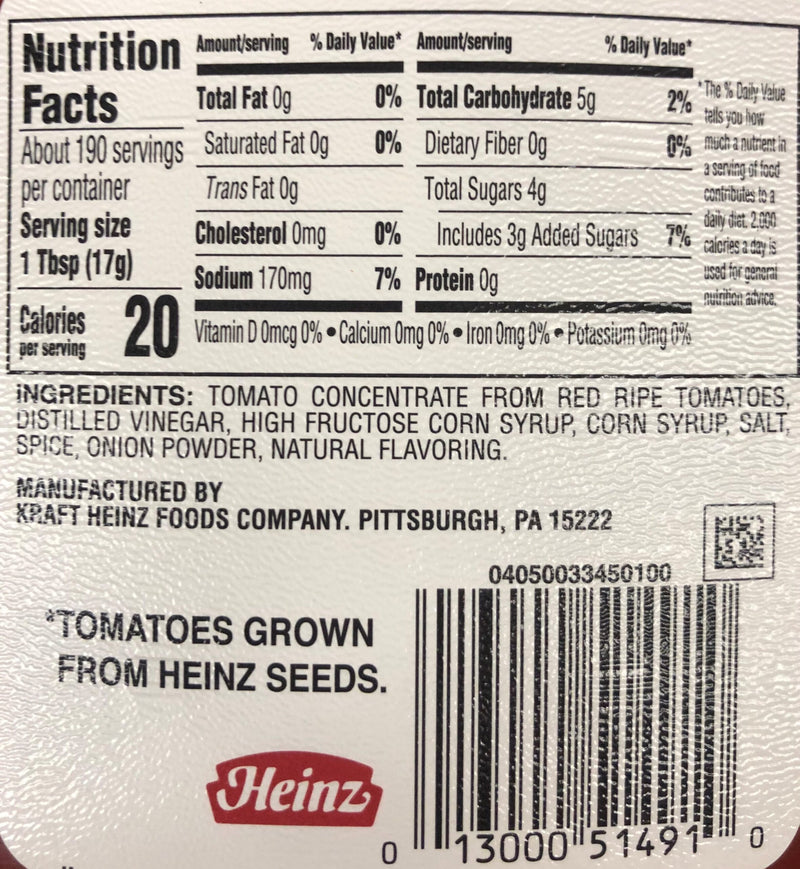 Nutrition
Facts
About 190 servings
per container
Serving size
1 Tbsp (17g)
Calories
per serving
20
Amount/serving % Daily Value*
Total Fat 0g 0%
Saturated Fat 0g 0%
Trans Fat 0g
Cholesterol 0mg 0%
Sodium 170mg 7%
Amount/serving % Daily Value*
Total Carbohydrate 5g 2%
Dietary Fiber 0g 0%
Total Sugars 4g
Includes 3g Added Sugars 7%
Protein 0g
Vitamin D 0mcg 0% • Calcium 0mg 0% • Iron 0mg 0% • Potassium 0mg 0%
*The % Daily Value
tells you how
much a nutrient in
a serving of food
contributes to a
daily diet. 2,000
calories a day is
used for general
nutrition advice.
INGREDIENTS: TOMATO CONCENTRATE FROM RED RIPE TOMATOES,
DISTILLED VINEGAR, HIGH FRUCTOSE CORN SYRUP, CORN SYRUP, SALT,
SPICE, ONION POWDER, NATURAL FLAVORING.
MANUFACTURED BY
KRAFT HEINZ FOODS COMPANY. PITTSBURGH, PA 15222
04050033450100
*TOMATOES GROWN
FROM HEINZ SEEDS.
Heinz
0 13000 51491 0